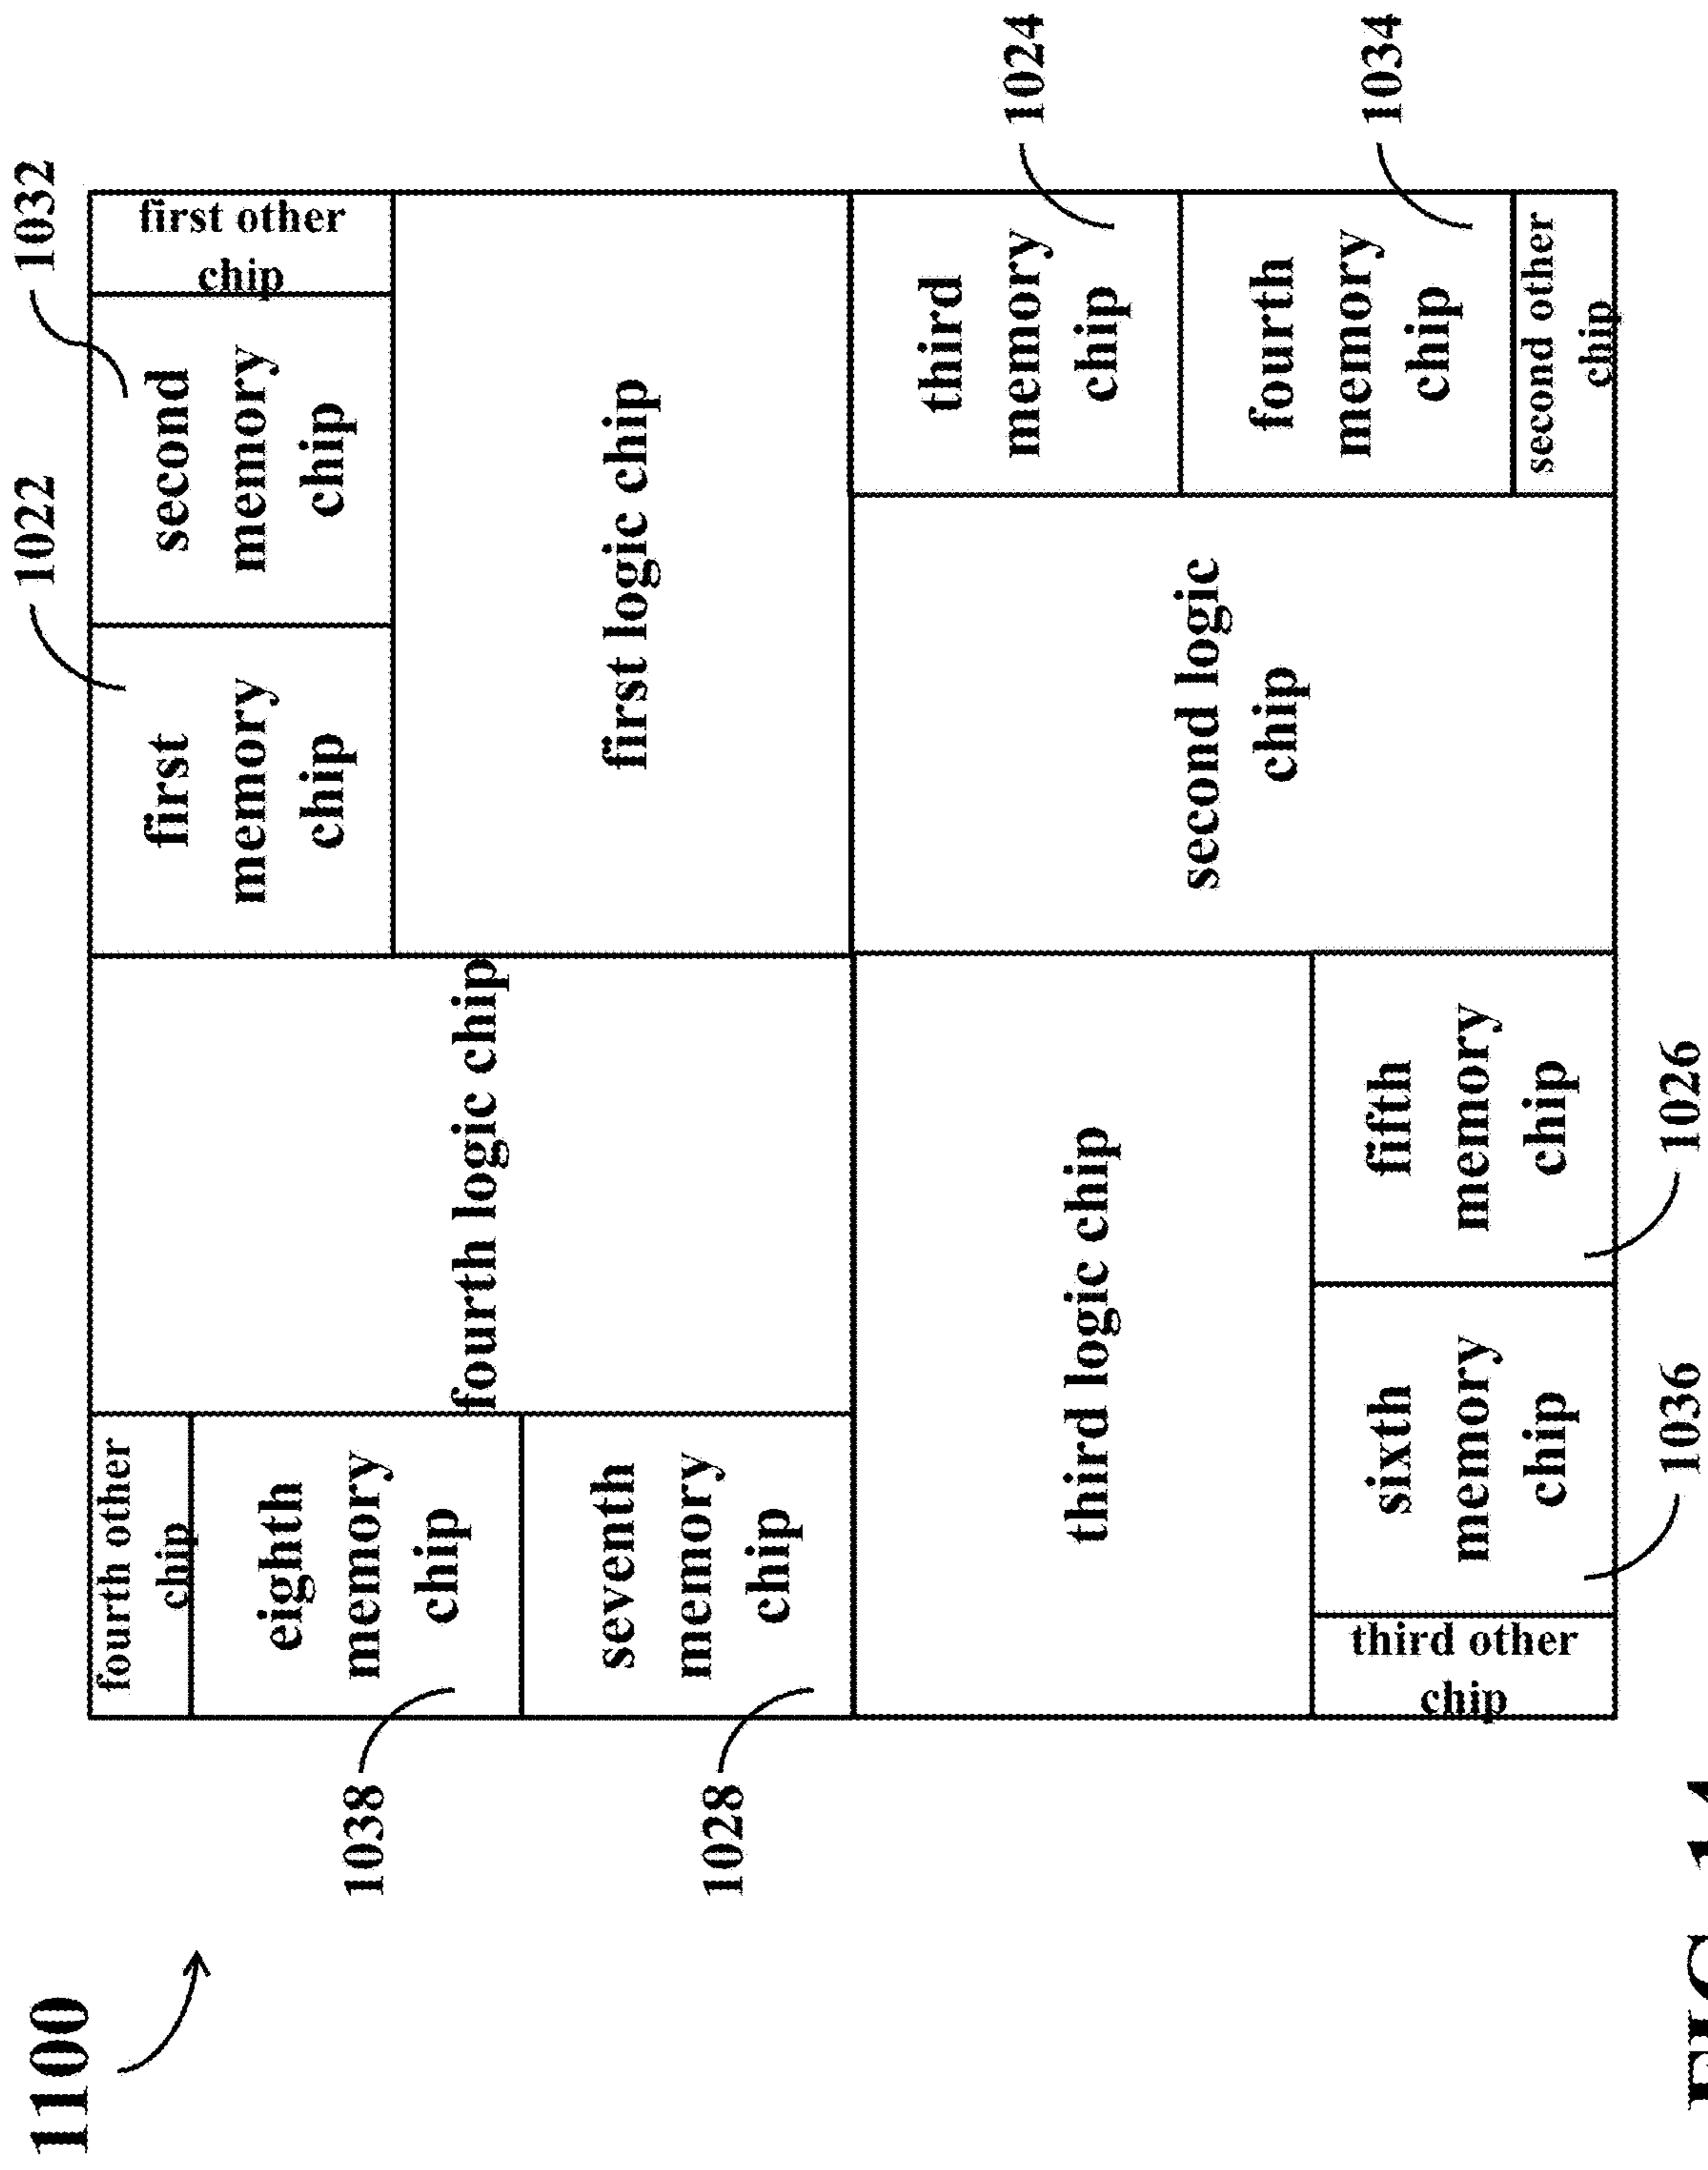 1100
1022
1032
fourth other
chip
eighth
memory
chip
seventh
memory
chip
1038
1028
fourth logic chip
first
memory
chip
second
memory
chip
first other
chip
first logic chip
1024
1034
third logic chip
second logic
chip
third
memory
chip
fourth
memory
chip
second other
chip
third other
chip
sixth
memory
chip
fifth
memory
chip
1036
1026
FIG. 14